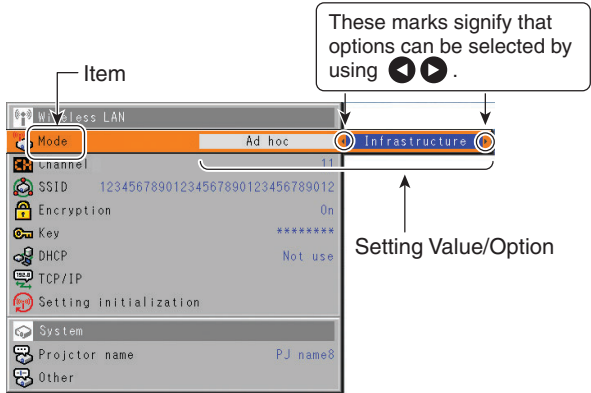 These marks signify that
options can be selected by
using ◀ ▶ .
Item
Wireless LAN
Mode Ad hoc Infrastructure
Channel 11
SSID 12345678901234567890123456789012
Encryption On
Key ********
DHCP Not use
TCP/IP
Setting initialization
Setting Value/Option
System
Projctor name PJ name8
Other